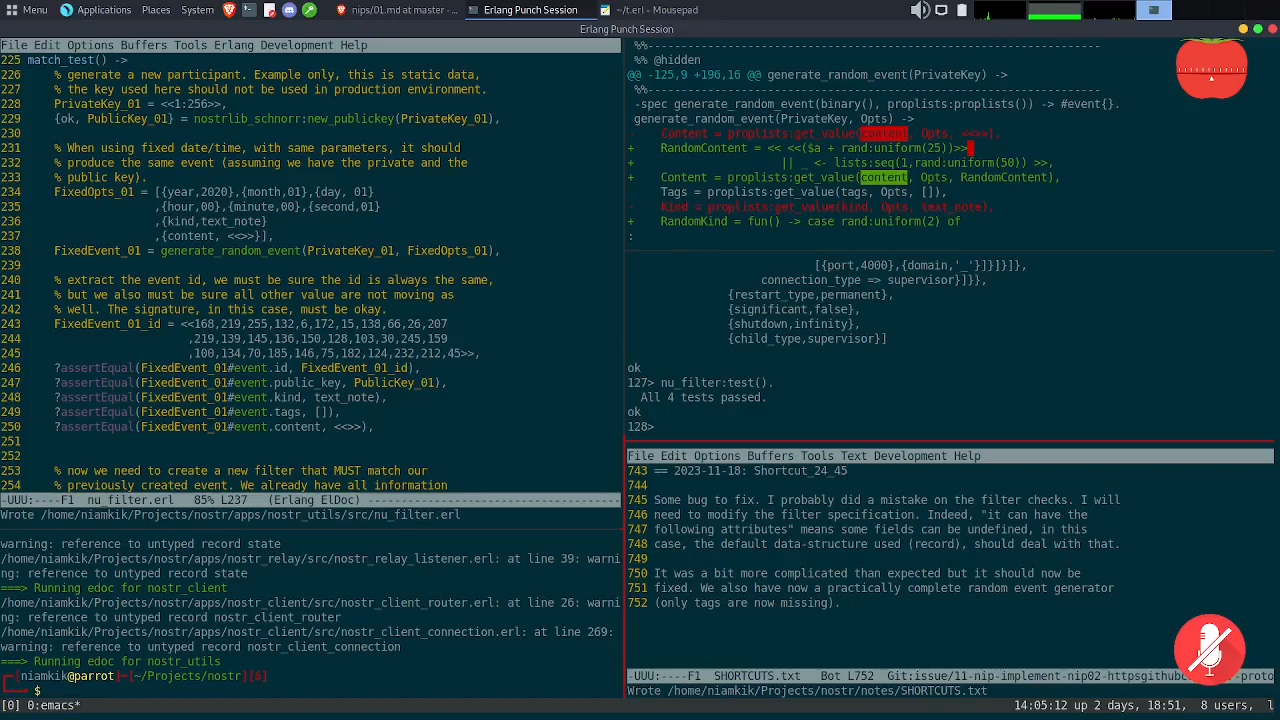 Menu Applications Places System nips/01.md at master - ... Erlang Punch Session ~/t.erl - Mousepad
Erlang Punch Session
File Edit Options Buffers Tools Erlang Development Help
225 match_test() ->
226     % generate a new participant. Example only, this is static data,
227     % the key used here should not be used in production environment.
228     PrivateKey_01 = <<1:256>>,
229     {ok, PublicKey_01} = nostrlib_schnorr:new_publickey(PrivateKey_01),
230
231     % When using fixed date/time, with same parameters, it should
232     % produce the same event (assuming we have the private and the
233     % public key).
234     FixedOpts_01 = [{year,2020},{month,01},{day, 01}
235                     ,{hour,00},{minute,00},{second,01}
236                     ,{kind,text_note}
237                     ,{content, <<>>}],
238     FixedEvent_01 = generate_random_event(PrivateKey_01, FixedOpts_01),
239
240     % extract the event id, we must be sure the id is always the same,
241     % but we also must be sure all other value are not moving as
242     % well. The signature, in this case, must be okay.
243     FixedEvent_01_id = <<168,219,255,132,6,172,15,138,66,26,207
244                         ,219,139,145,136,150,128,103,30,245,159
245                         ,100,134,70,185,146,75,182,124,232,212,45>>,
246     ?assertEqual(FixedEvent_01#event.id, FixedEvent_01_id),
247     ?assertEqual(FixedEvent_01#event.public_key, PublicKey_01),
248     ?assertEqual(FixedEvent_01#event.kind, text_note),
249     ?assertEqual(FixedEvent_01#event.tags, []),
250     ?assertEqual(FixedEvent_01#event.content, <<>>),
251
252
253     % now we need to create a new filter that MUST match our
254     % previously created event. We already have all information
-UUU:----F1  nu_filter.erl   85% L237   (Erlang ElDoc) ------------------------------------
Wrote /home/niamkik/Projects/nostr/apps/nostr_utils/src/nu_filter.erl
warning: reference to untyped record state
/home/niamkik/Projects/nostr/apps/nostr_relay/src/nostr_relay_listener.erl: at line 39: warni
ng: reference to untyped record state
===> Running edoc for nostr_client
/home/niamkik/Projects/nostr/apps/nostr_client/src/nostr_client_router.erl: at line 26: warni
ng: reference to untyped record nostr_client_router
/home/niamkik/Projects/nostr/apps/nostr_client/src/nostr_client_connection.erl: at line 269:
warning: reference to untyped record nostr_client_connection
===> Running edoc for nostr_utils
[niamkik@parrot]-[~/Projects/nostr][6]
$
%%--------------------------------------------------------------------
%% @hidden
@@ -125,9 +196,16 @@ generate_random_event(PrivateKey) ->
%%--------------------------------------------------------------------
-spec generate_random_event(binary(), proplists:proplists()) -> #event{}.
generate_random_event(PrivateKey, Opts) ->
-    Content = proplists:get_value(content, Opts, <<>>),
+    RandomContent = << <<($a + rand:uniform(25))>>
+                      || _ <- lists:seq(1,rand:uniform(50)) >>,
+    Content = proplists:get_value(content, Opts, RandomContent),
     Tags = proplists:get_value(tags, Opts, []),
-    Kind = proplists:get_value(kind, Opts, text_note),
+    RandomKind = fun() -> case rand:uniform(2) of
:
[{port,4000},{domain,'_'}]}]}]},
connection_type => supervisor}]}},
{restart_type,permanent},
{significant,false},
{shutdown,infinity},
{child_type,supervisor}]
ok
127> nu_filter:test().
  All 4 tests passed.
ok
128>
File Edit Options Buffers Tools Text Development Help
743 == 2023-11-18: Shortcut_24_45
744
745 Some bug to fix. I probably did a mistake on the filter checks. I will
746 need to modify the filter specification. Indeed, "it can have the
747 following attributes" means some fields can be undefined, in this
748 case, the default data-structure used (record), should deal with that.
749
750 It was a bit more complicated than expected but it should now be
751 fixed. We also have now a practically complete random event generator
752 (only tags are now missing).
-UUU:----F1  SHORTCUTS.txt   Bot L752   Git:issue/11-nip-implement-nip02-httpsgithubc
-proto
Wrote /home/niamkik/Projects/nostr/notes/SHORTCUTS.txt
[0] 0:emacs*
14:05:12 up 2 days, 18:51,  8 users,  l